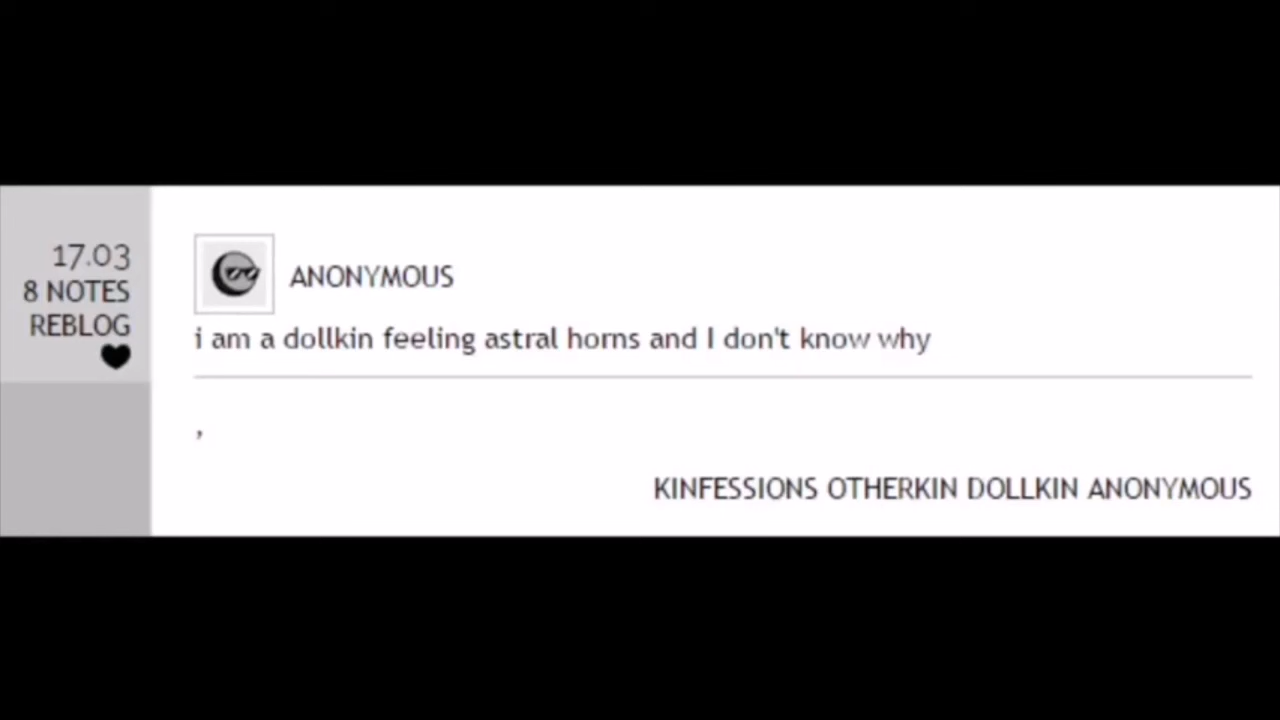 17.03
8 NOTES
REBLOG
ANONYMOUS
i am a dollkin feeling astral horns and I don't know why
,
KINFESSIONS OTHERKIN DOLLKIN ANONYMOUS